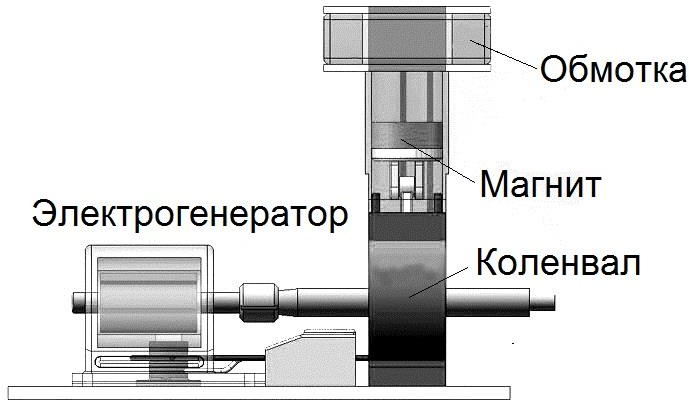 Обмотка
Магнит
Электрогенератор
Коленвал